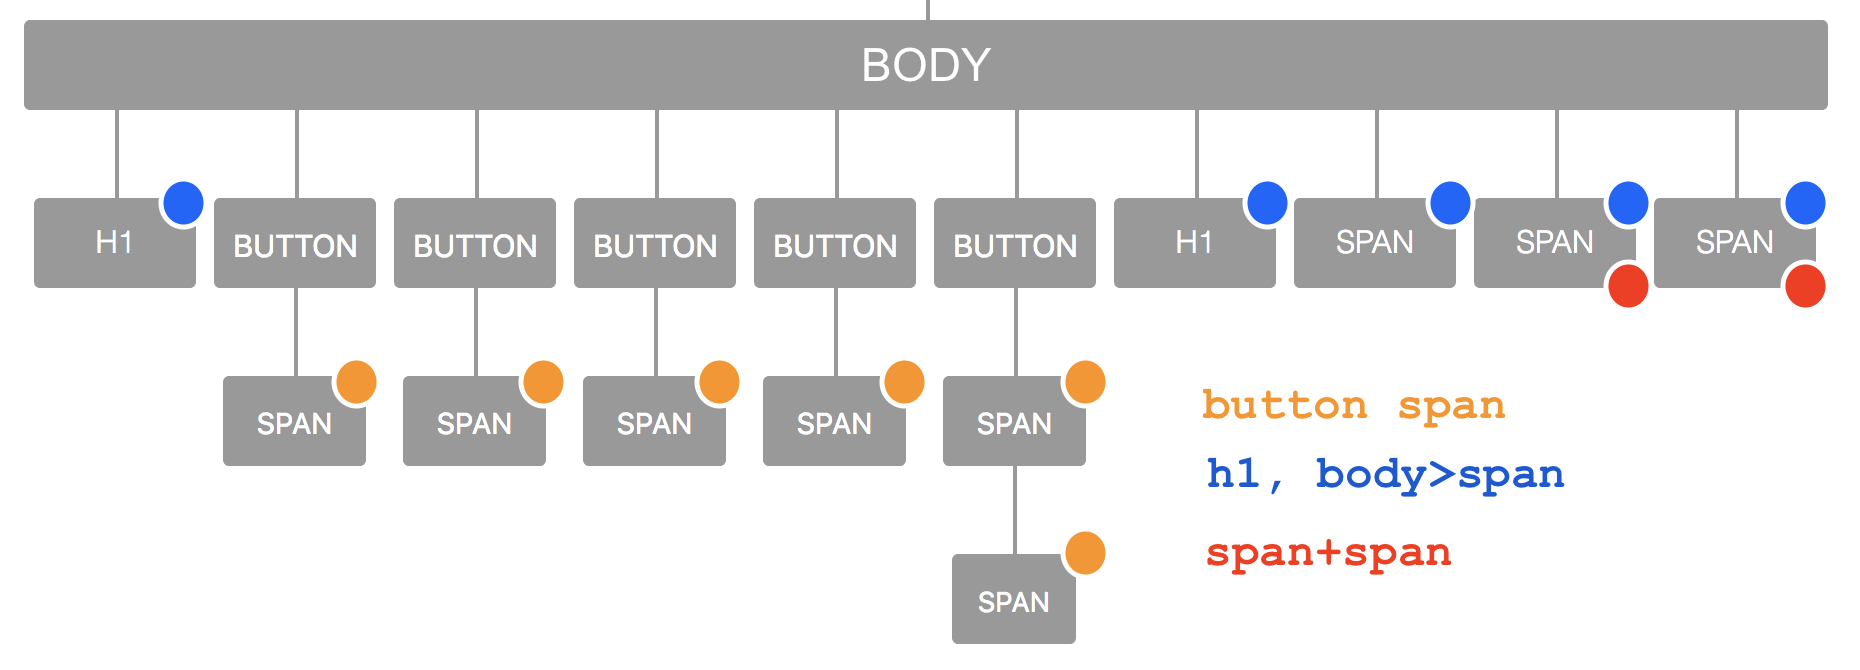 BODY
H1 BUTTON BUTTON BUTTON BUTTON BUTTON H1 SPAN SPAN SPAN
SPAN SPAN SPAN SPAN SPAN
button span
h1, body>span
span+span
SPAN